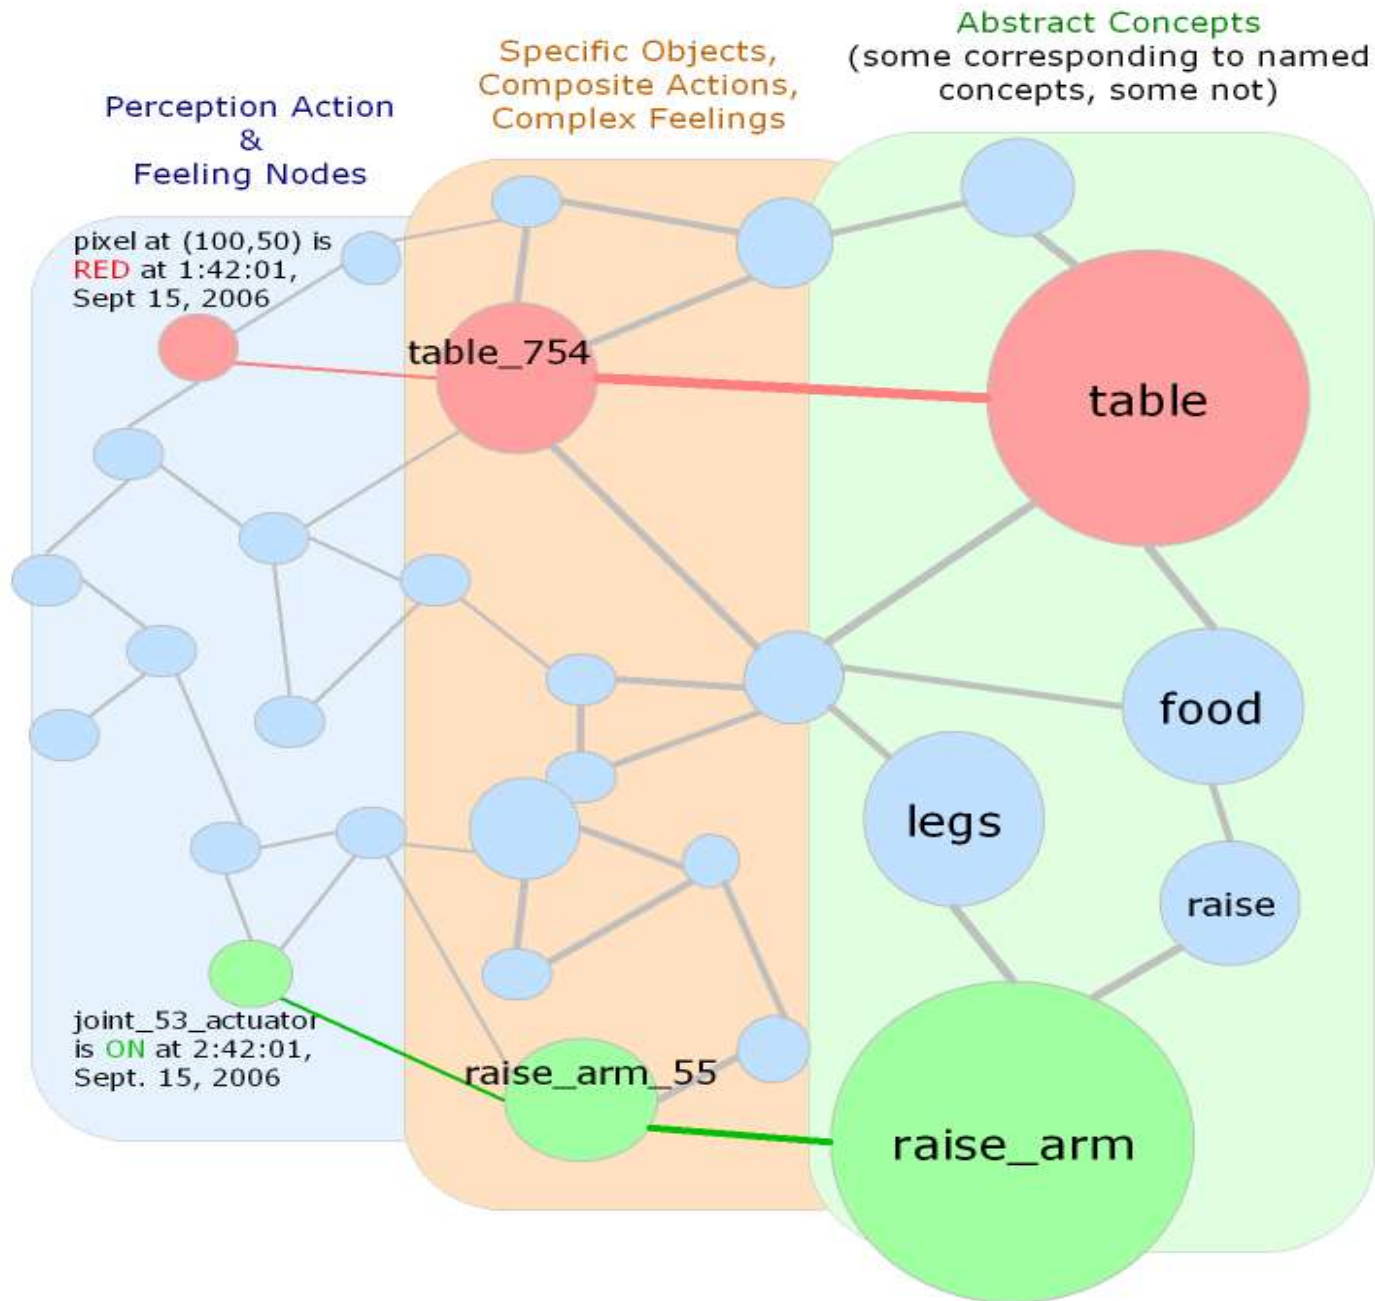 Abstract Concepts
(some corresponding to named
concepts, some not)
Specific Objects,
Composite Actions,
Complex Feelings
Perception Action
&
Feeling Nodes
pixel at (100,50) is
RED at 1:42:01,
Sept 15, 2006
table_754
table
food
legs
raise
joint_53_actuator
is ON at 2:42:01,
Sept. 15, 2006
raise_arm_55
raise_arm